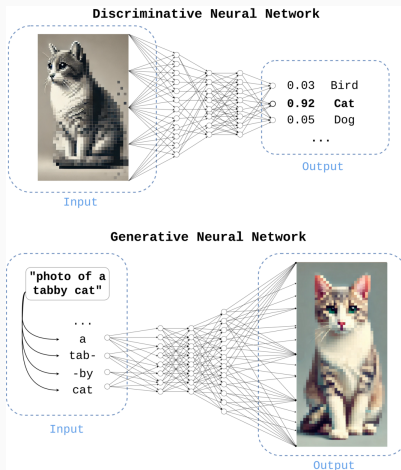 Discriminative Neural Network
0.03 Bird
0.92 Cat
0.05 Dog
...
Output
Input
Generative Neural Network
"photo of a
tabby cat"
...
a
tab-
-by
cat
Input
Output